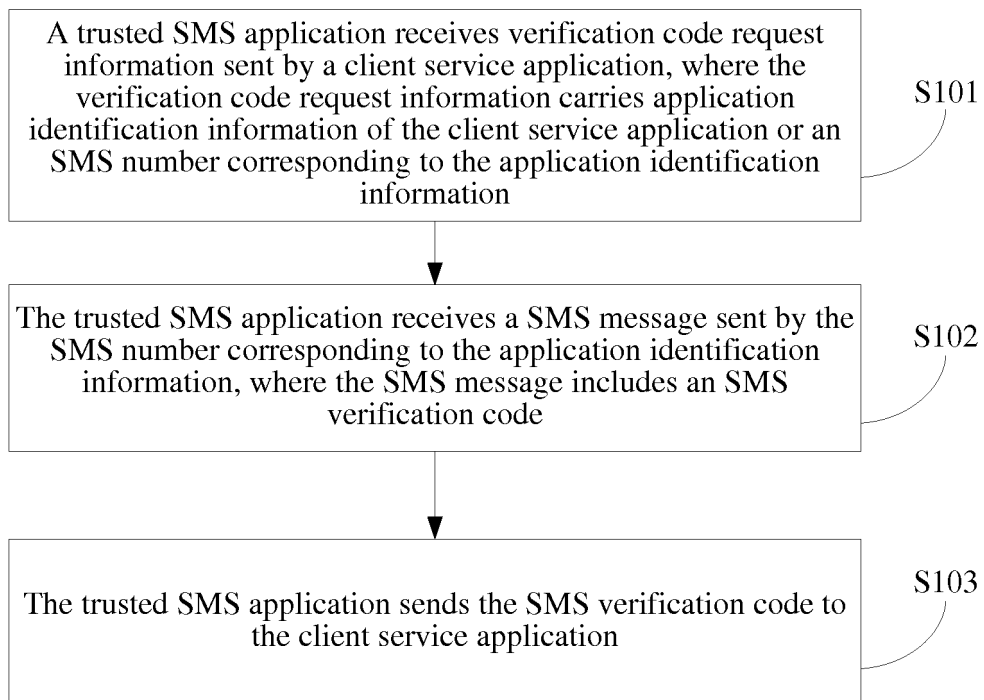 A trusted SMS application receives verification code request
information sent by a client service application, where the
verification code request information carries application
identification information of the client service application or an
SMS number corresponding to the application identification
information
S101
The trusted SMS application receives a SMS message sent by the
SMS number corresponding to the application identification
information, where the SMS message includes an SMS
verification code
S102
The trusted SMS application sends the SMS verification code to
the client service application
S103